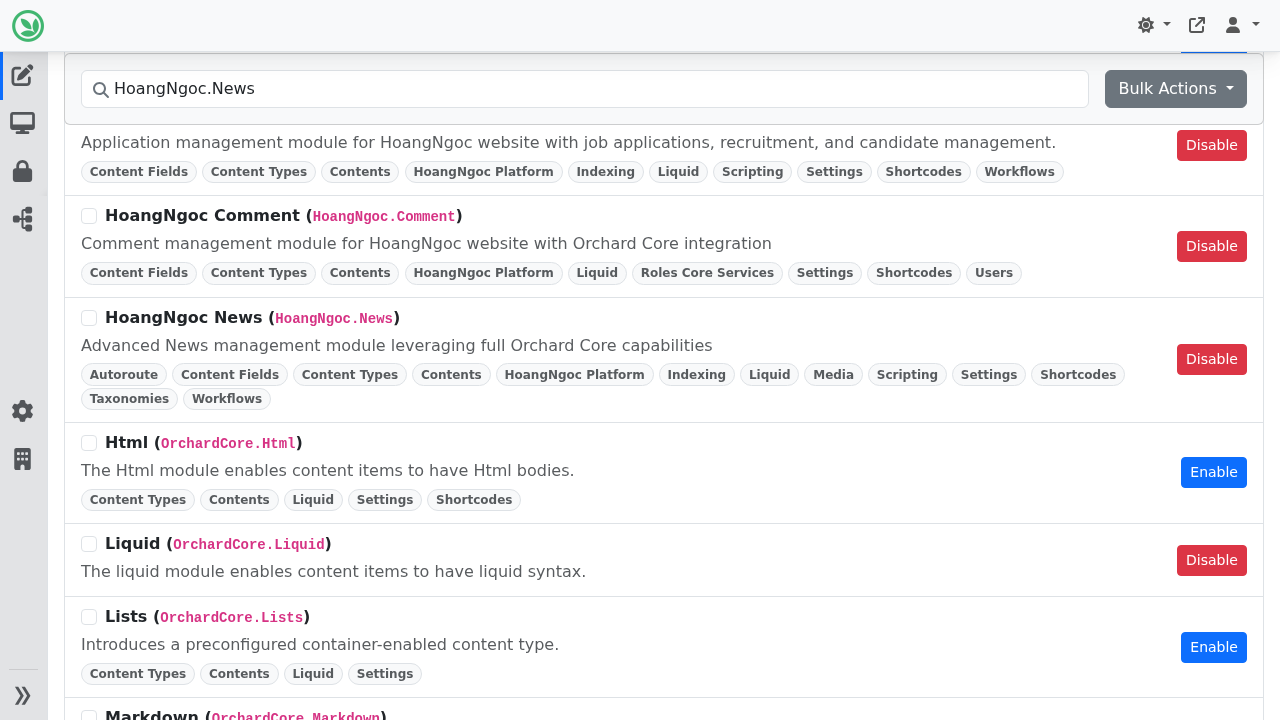 HoangNgoc.News
Bulk Actions
Application management module for HoangNgoc website with job applications, recruitment, and candidate management.
Disable
Content Fields Content Types Contents HoangNgoc Platform Indexing Liquid Scripting Settings Shortcodes Workflows
HoangNgoc Comment (HoangNgoc.Comment)
Comment management module for HoangNgoc website with Orchard Core integration
Disable
Content Fields Content Types Contents HoangNgoc Platform Liquid Roles Core Services Settings Shortcodes Users
HoangNgoc News (HoangNgoc.News)
Advanced News management module leveraging full Orchard Core capabilities
Disable
Autoroute Content Fields Content Types Contents HoangNgoc Platform Indexing Liquid Media Scripting Settings Shortcodes
Taxonomies Workflows
Html (OrchardCore.Html)
The Html module enables content items to have Html bodies.
Enable
Content Types Contents Liquid Settings Shortcodes
Liquid (OrchardCore.Liquid)
The liquid module enables content items to have liquid syntax.
Disable
Lists (OrchardCore.Lists)
Introduces a preconfigured container-enabled content type.
Enable
Content Types Contents Liquid Settings
Markdown (OrchardCore.Markdown)